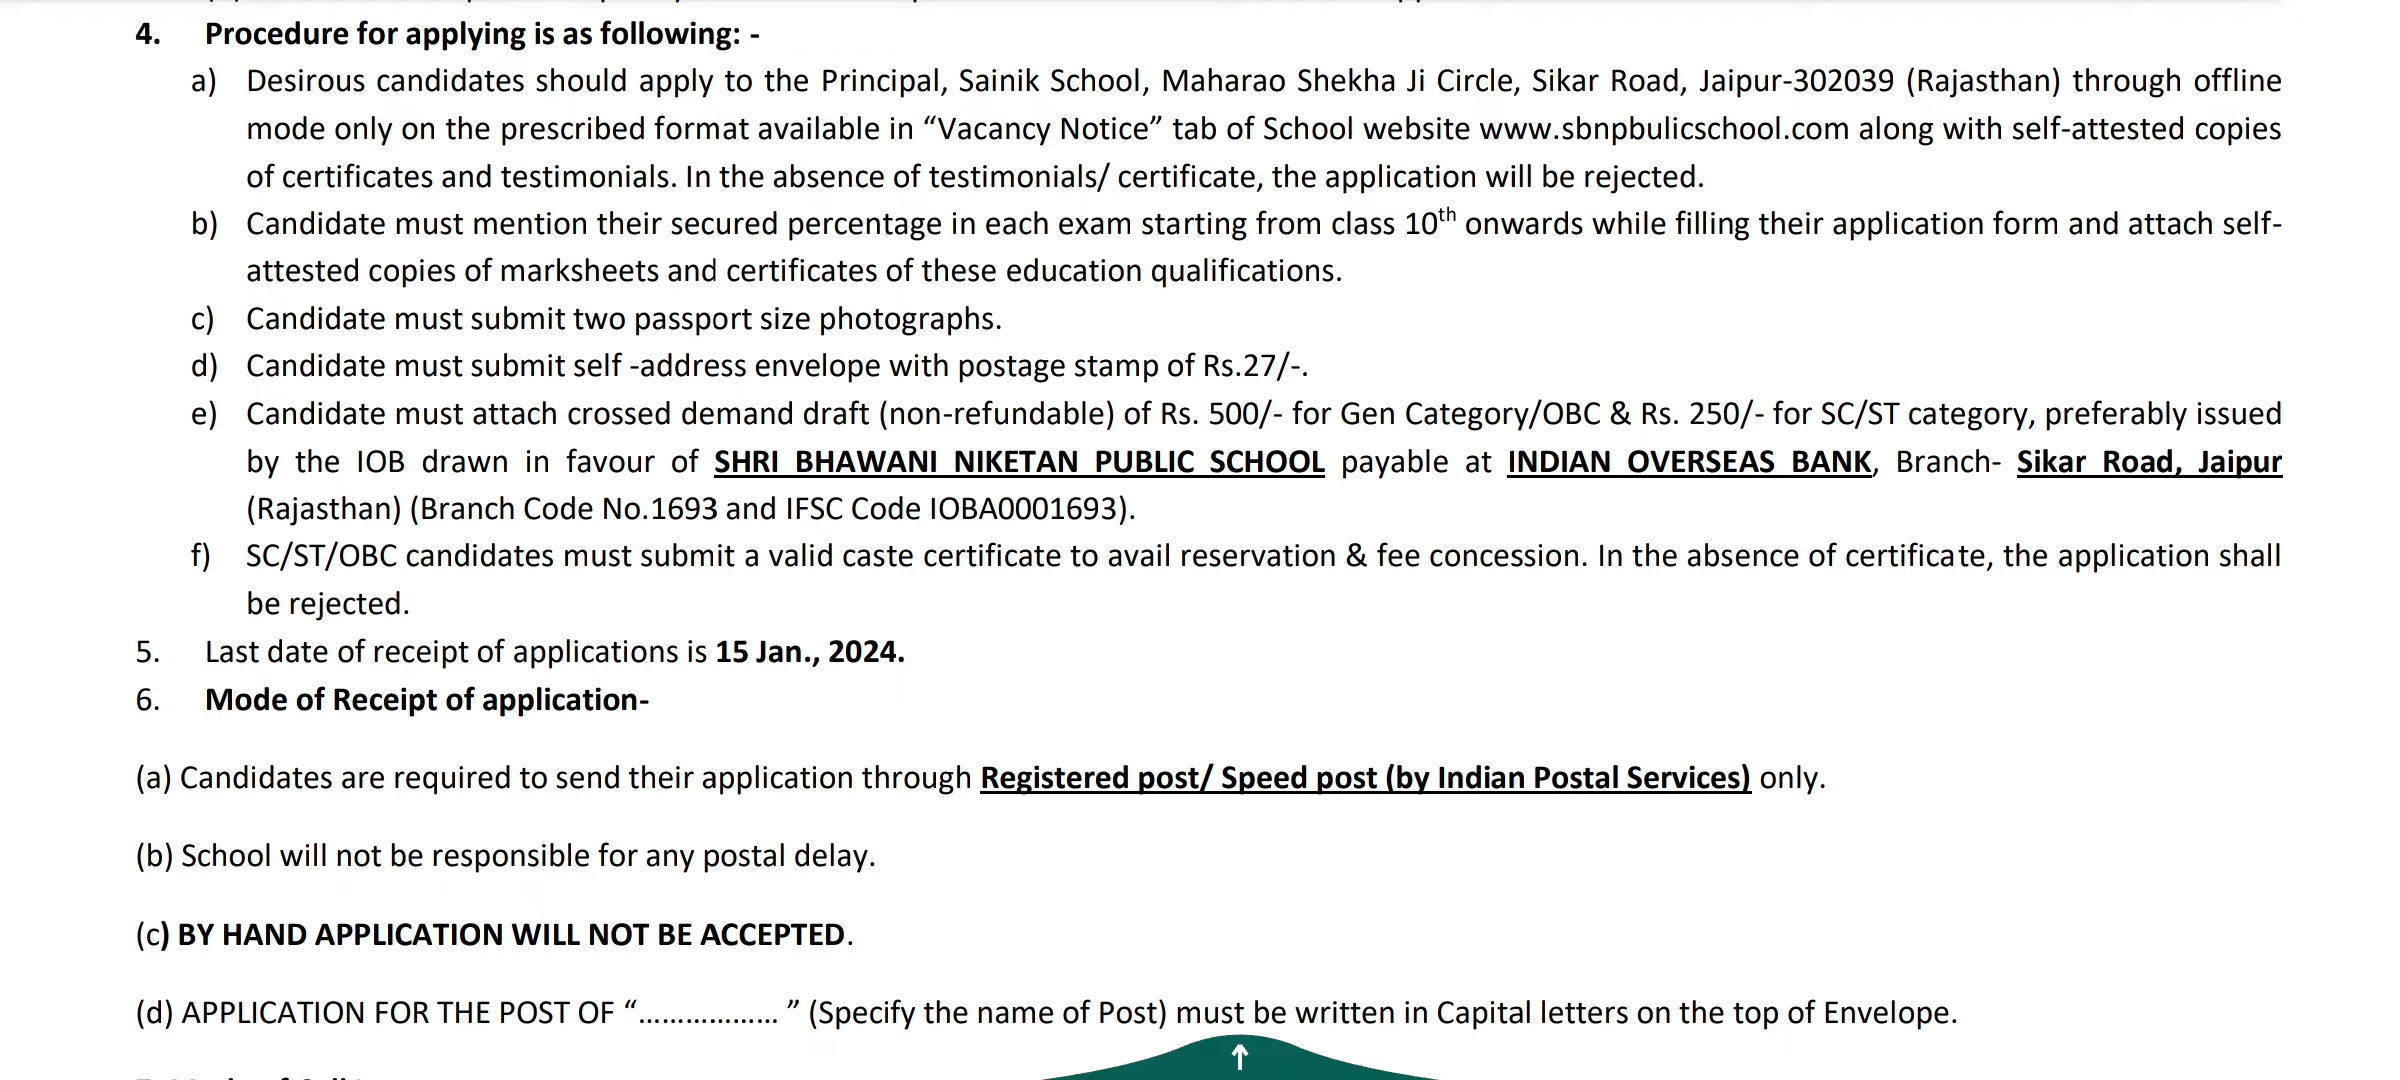 4. Procedure for applying is as following: -
a) Desirous candidates should apply to the Principal, Sainik School, Maharao Shekha Ji Circle, Sikar Road, Jaipur-302039 (Rajasthan) through offline
mode only on the prescribed format available in “Vacancy Notice” tab of School website www.sbnpbulicschool.com along with self-attested copies
of certificates and testimonials. In the absence of testimonials/ certificate, the application will be rejected.
b) Candidate must mention their secured percentage in each exam starting from class 10th onwards while filling their application form and attach self-
attested copies of marksheets and certificates of these education qualifications.
c) Candidate must submit two passport size photographs.
d) Candidate must submit self -address envelope with postage stamp of Rs.27/-.
e) Candidate must attach crossed demand draft (non-refundable) of Rs. 500/- for Gen Category/OBC & Rs. 250/- for SC/ST category, preferably issued
by the IOB drawn in favour of SHRI BHAWANI NIKETAN PUBLIC SCHOOL payable at INDIAN OVERSEAS BANK, Branch- Sikar Road, Jaipur
(Rajasthan) (Branch Code No.1693 and IFSC Code IOBA0001693).
f) SC/ST/OBC candidates must submit a valid caste certificate to avail reservation & fee concession. In the absence of certificate, the application shall
be rejected.
5. Last date of receipt of applications is 15 Jan., 2024.
6. Mode of Receipt of application-
(a) Candidates are required to send their application through Registered post/ Speed post (by Indian Postal Services) only.
(b) School will not be responsible for any postal delay.
(c) BY HAND APPLICATION WILL NOT BE ACCEPTED.
(d) APPLICATION FOR THE POST OF “.................. ” (Specify the name of Post) must be written in Capital letters on the top of Envelope.